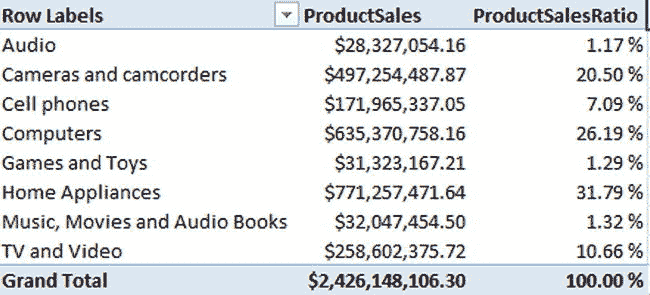 Row Labels ProductSales ProductSalesRatio
Audio $28,327,054.16 1.17 %
Cameras and camcorders $497,254,487.87 20.50 %
Cell phones $171,965,337.05 7.09 %
Computers $635,370,758.16 26.19 %
Games and Toys $31,323,167.21 1.29 %
Home Appliances $771,257,471.64 31.79 %
Music, Movies and Audio Books $32,047,454.50 1.32 %
TV and Video $258,602,375.72 10.66 %
Grand Total $2,426,148,106.30 100.00 %